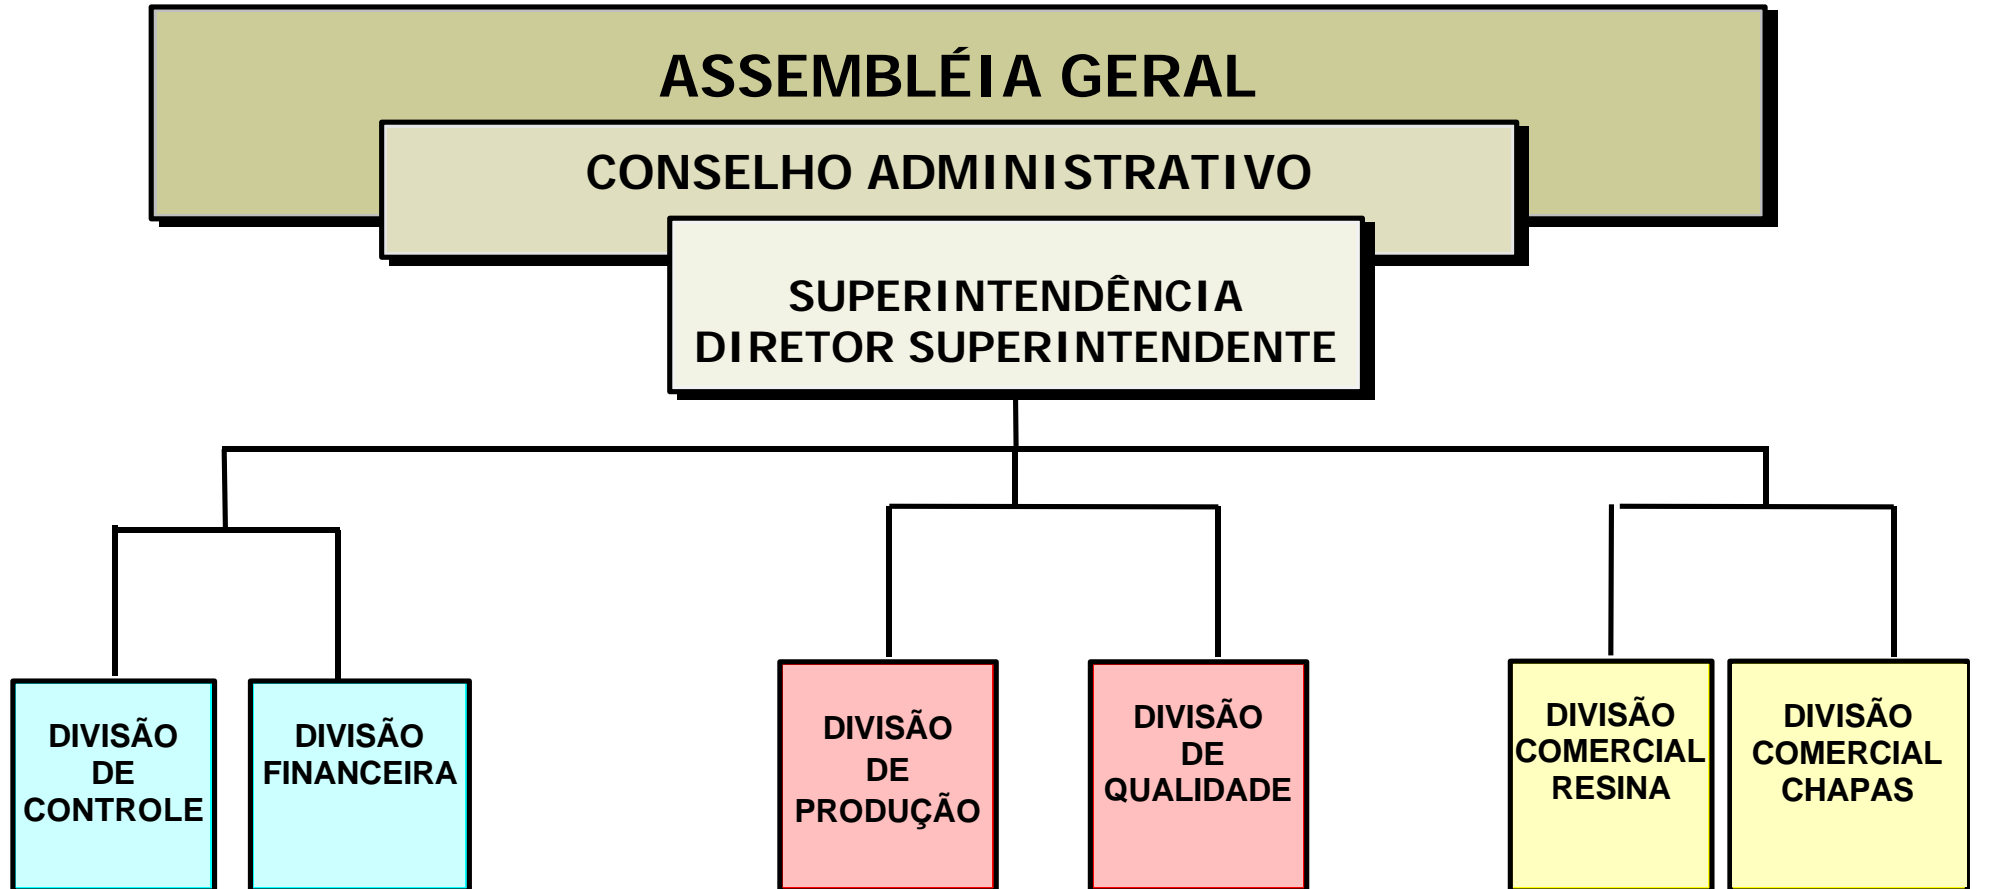 ASSEMBLÉIA GERAL
CONSELHO ADMINISTRATIVO
SUPERINTENDÊNCIA
DIRETOR SUPERINTENDENTE
DIVISÃO
DE
CONTROLE
DIVISÃO
FINANCEIRA
DIVISÃO
DE
PRODUÇÃO
DIVISÃO
DE
QUALIDADE
DIVISÃO
COMERCIAL
RESINA
DIVISÃO
COMERCIAL
CHAPAS